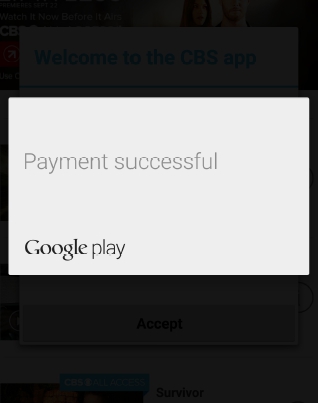 Watch It Now Before It Airs
CBS
Welcome to the CBS app
Payment successful
Google play
Accept
CBS ALL ACCESS
Survivor